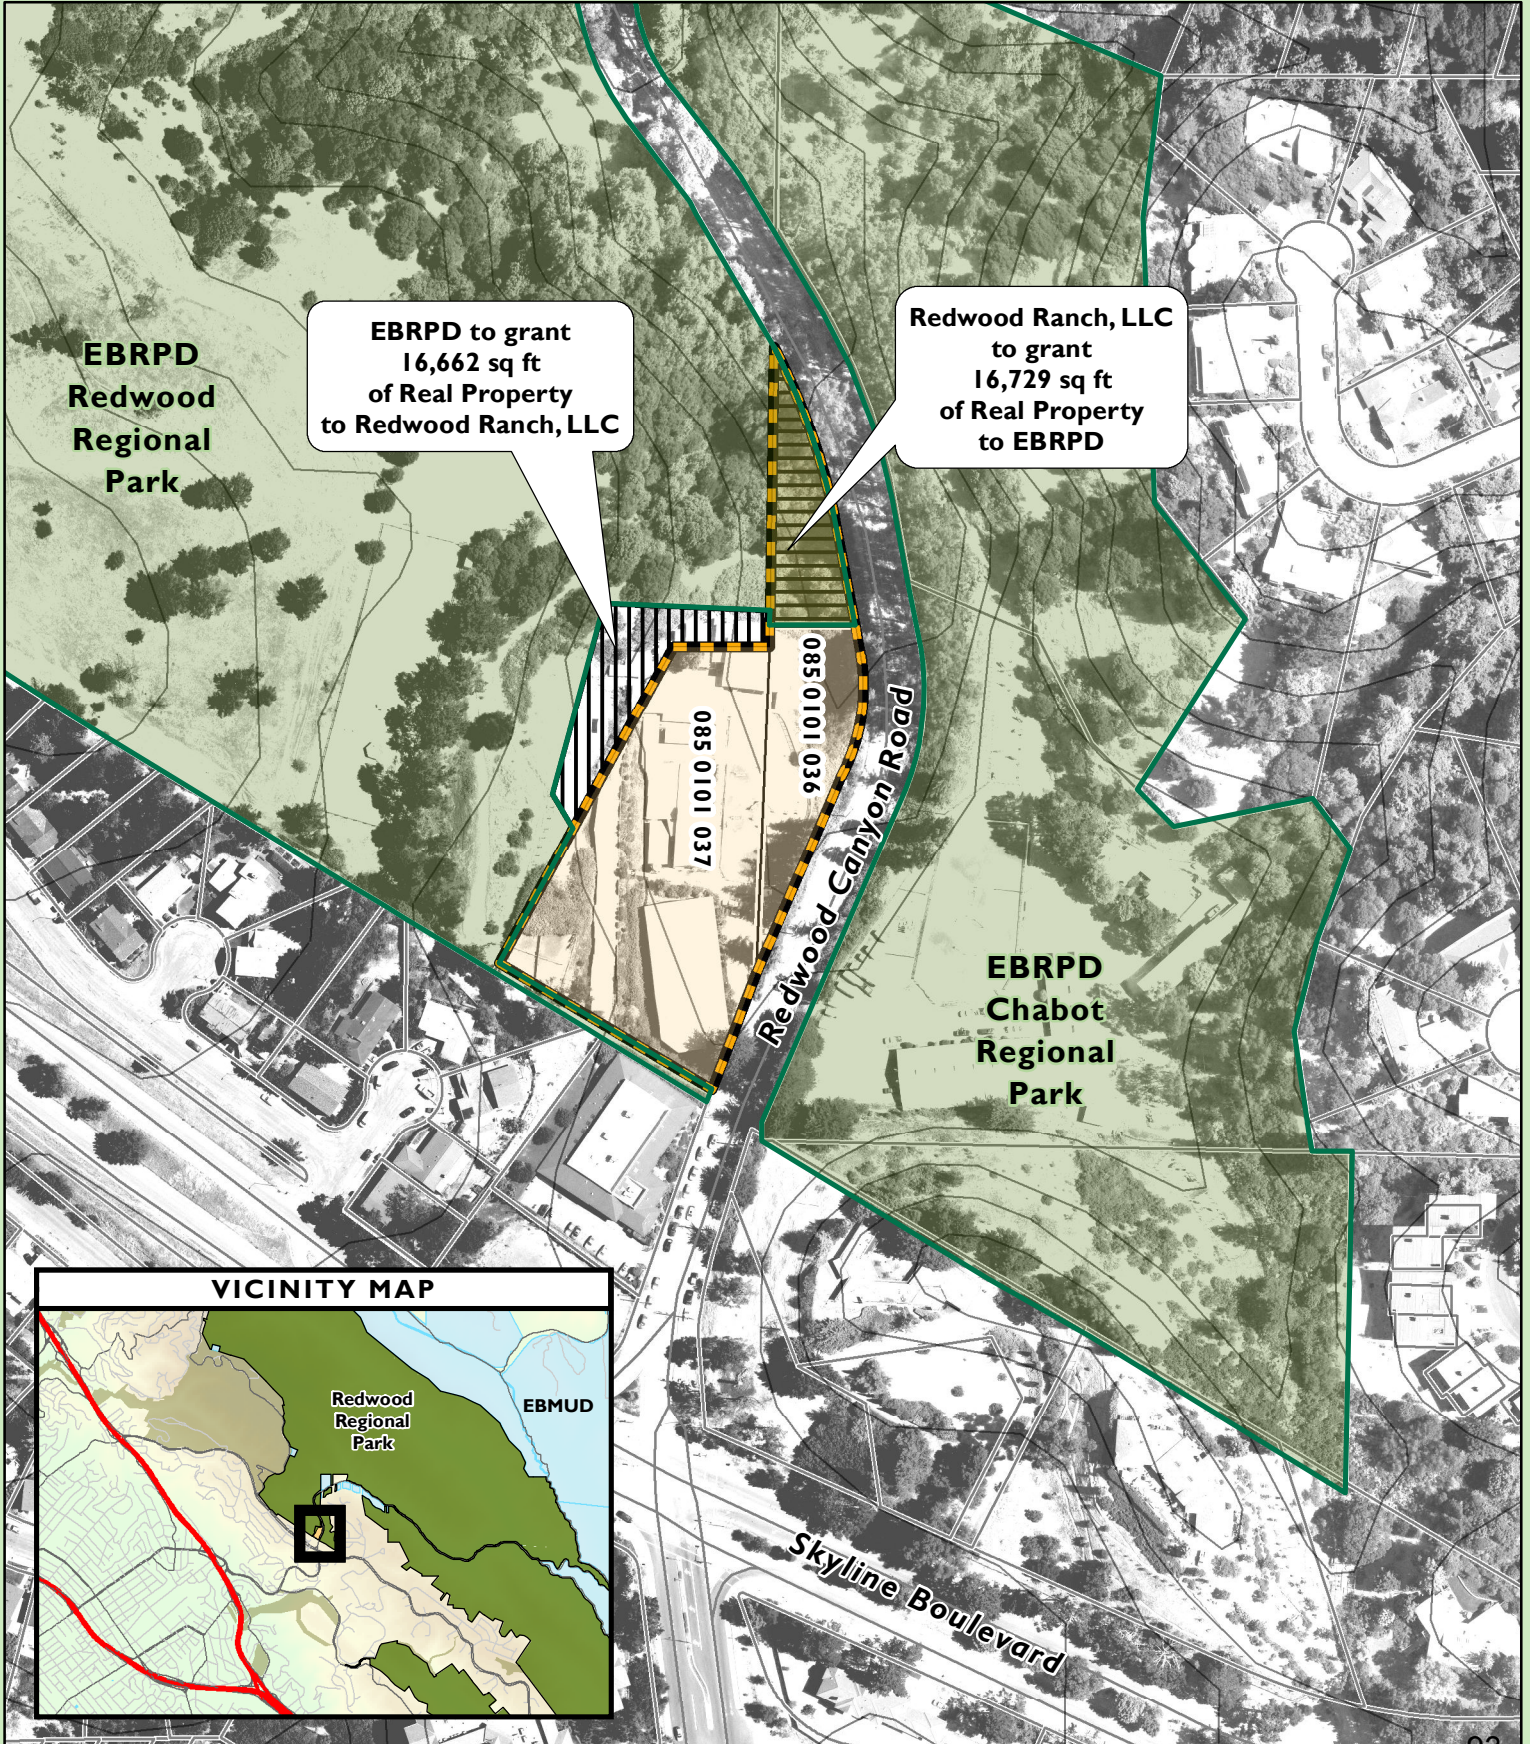 EBRPD to grant
16,662 sq ft
of Real Property
to Redwood Ranch, LLC
Redwood Ranch, LLC
to grant
16,729 sq ft
of Real Property
to EBRPD
EBRPD
Redwood
Regional
Park
085 0101 036
085 0101 037
Redwood Canyon Road
EBRPD
Chabot
Regional
Park
VICINITY MAP
Redwood
Regional
Park
EBMUD
Skyline Boulevard